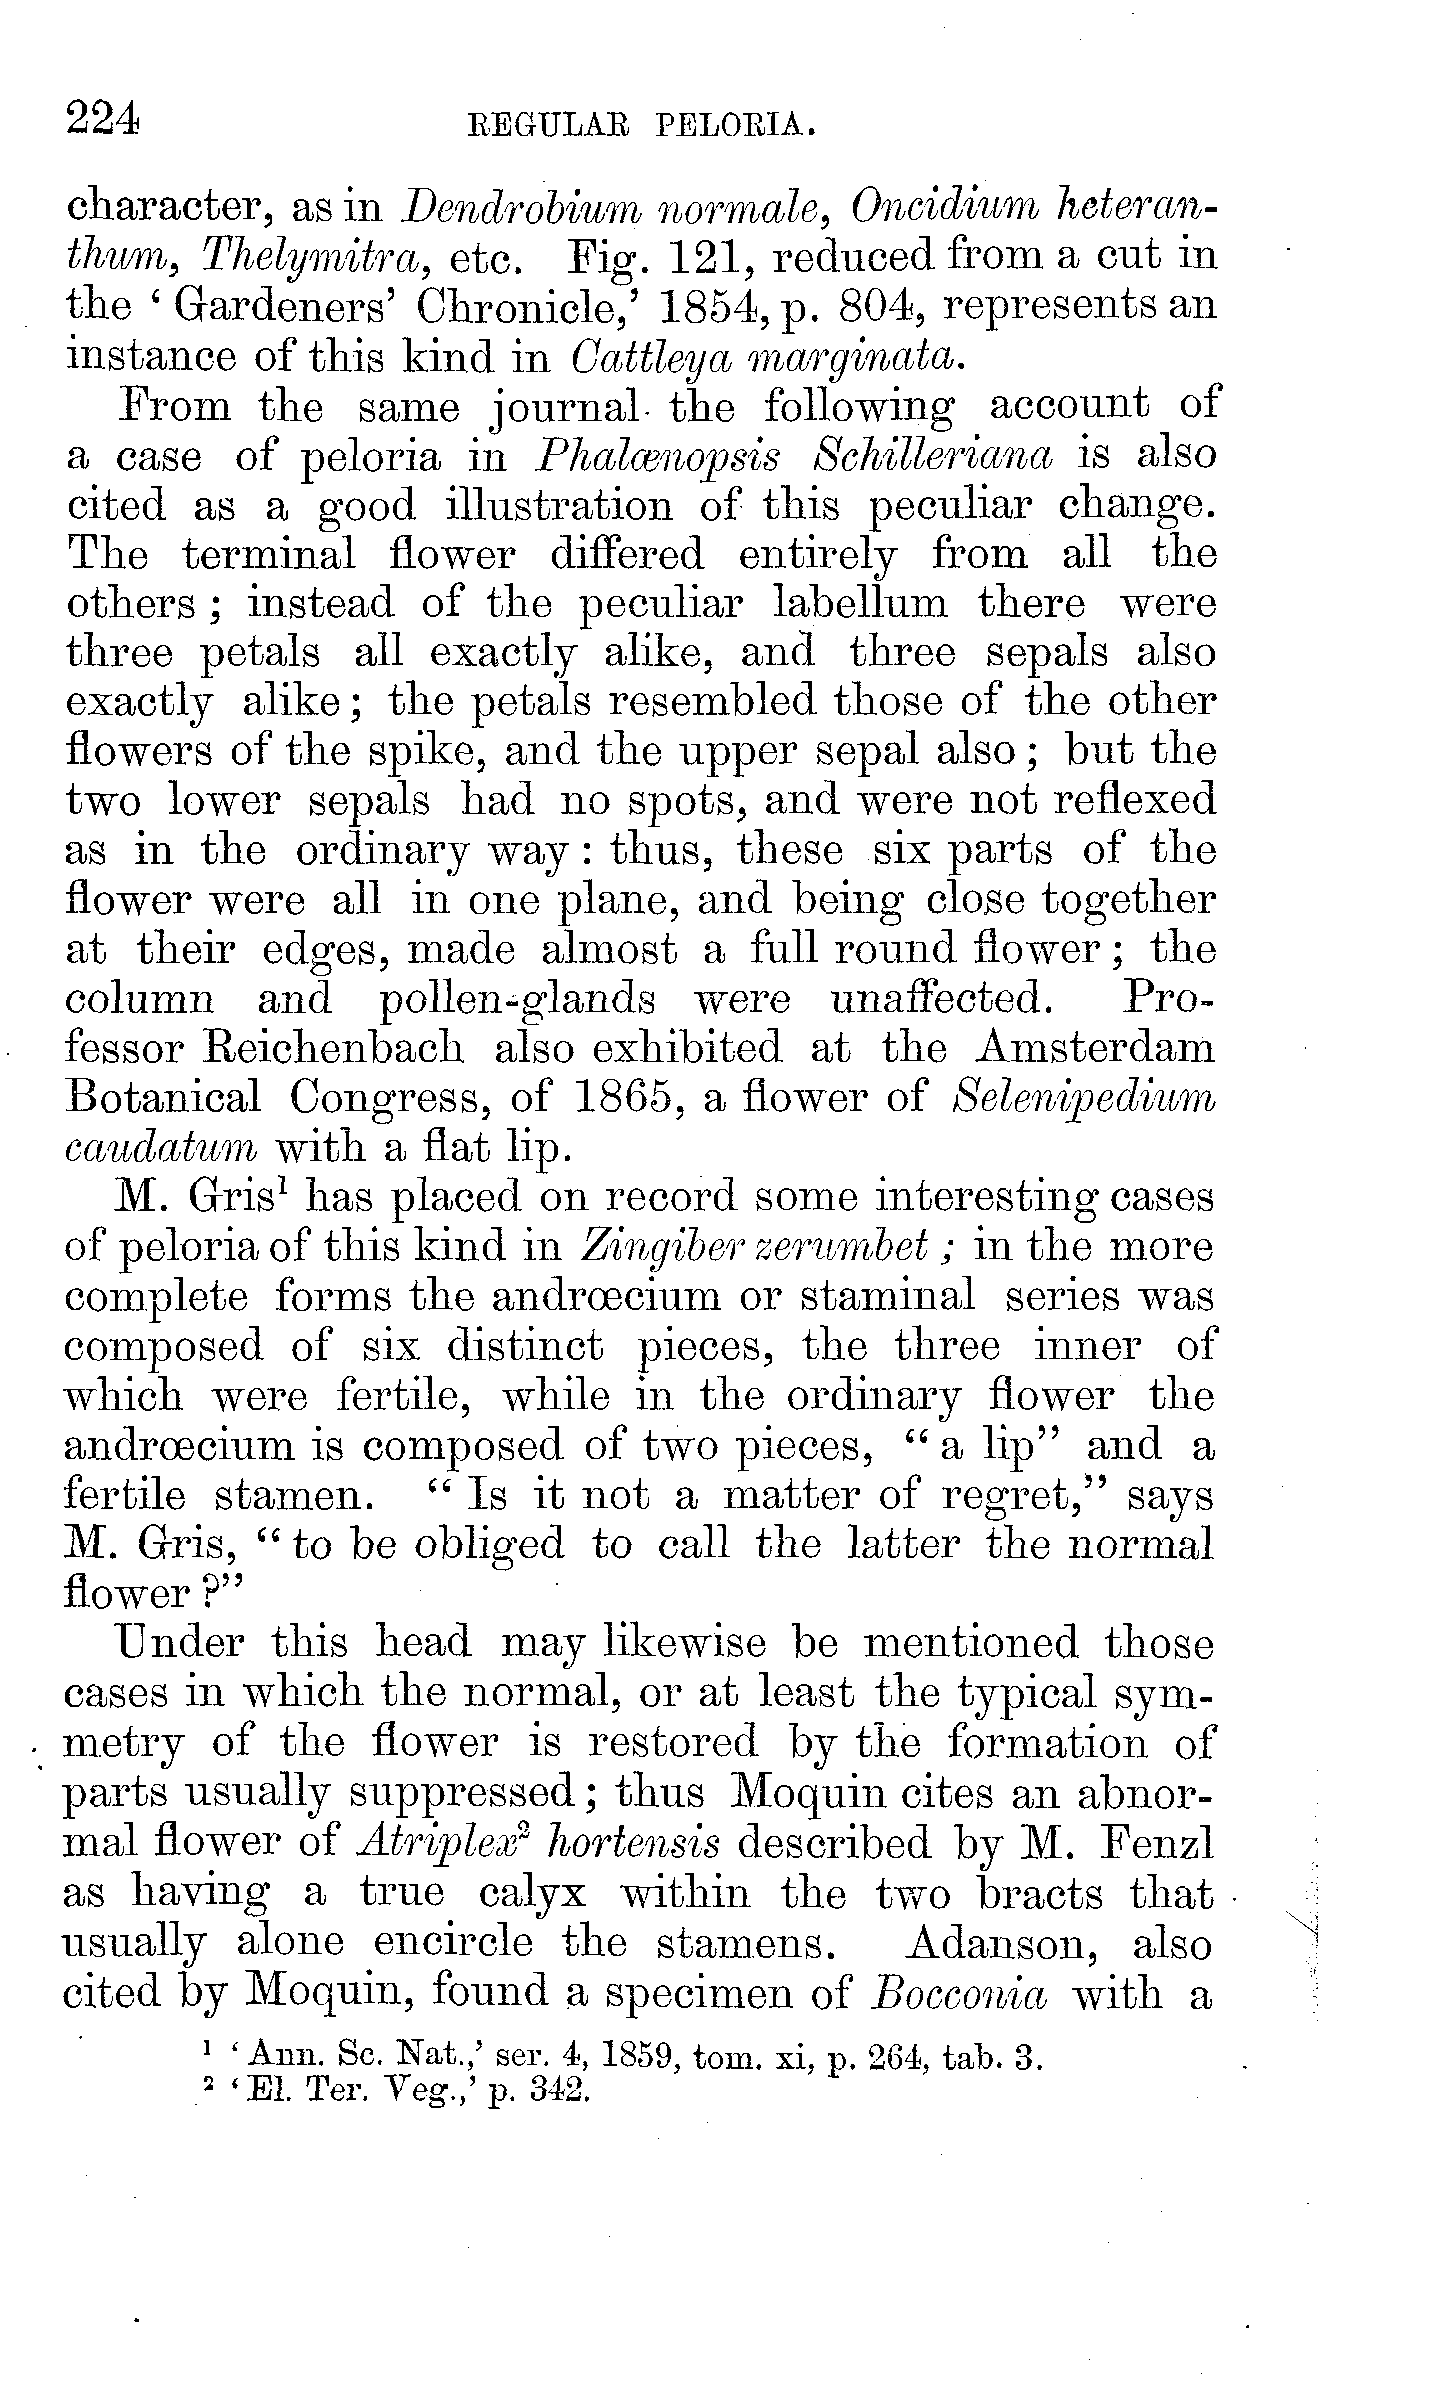 224 REGULAR PELORIA.
character, as in Dendrobium normale, Oncidium heteran-
thum, Thelymitra, etc. Fig. 121, reduced from a cut in
the ‘ Gardeners’ Chronicle,’ 1854, p. 804, represents an
instance of this kind in Cattleya marginata.
From the same journal the following account of
a case of peloria in Phalœnopsis Schilleriana is also
cited as a good illustration of this peculiar change.
The terminal flower differed entirely from all the
others ; instead of the peculiar labellum there were
three petals all exactly alike, and three sepals also
exactly alike ; the petals resembled those of the other
flowers of the spike, and the upper sepal also ; but the
two lower sepals had no spots, and were not reflexed
as in the ordinary way : thus, these six parts of the
flower were all in one plane, and being close together
at their edges, made almost a full round flower ; the
column and pollen-glands were unaffected. Pro-
fessor Reichenbach also exhibited at the Amsterdam
Botanical Congress, of 1865, a flower of Selenipedium
caudatum with a flat lip.
M. Gris¹ has placed on record some interesting cases
of peloria of this kind in Zingiber zerumbet ; in the more
complete forms the andrœcium or staminal series was
composed of six distinct pieces, the three inner of
which were fertile, while in the ordinary flower the
andrœcium is composed of two pieces, “ a lip” and a
fertile stamen. “ Is it not a matter of regret,” says
M. Gris, “ to be obliged to call the latter the normal
flower ?”
Under this head may likewise be mentioned those
cases in which the normal, or at least the typical sym-
metry of the flower is restored by the formation of
parts usually suppressed ; thus Moquin cites an abnor-
mal flower of Atriplex² hortensis described by M. Fenzl
as having a true calyx within the two bracts that
usually alone encircle the stamens. Adanson, also
cited by Moquin, found a specimen of Bocconia with a
¹ ‘ Ann. Sc. Nat.,’ ser. 4, 1859, tom. xi, p. 264, tab. 3.
² ‘ El. Ter. Veg.,’ p. 342.